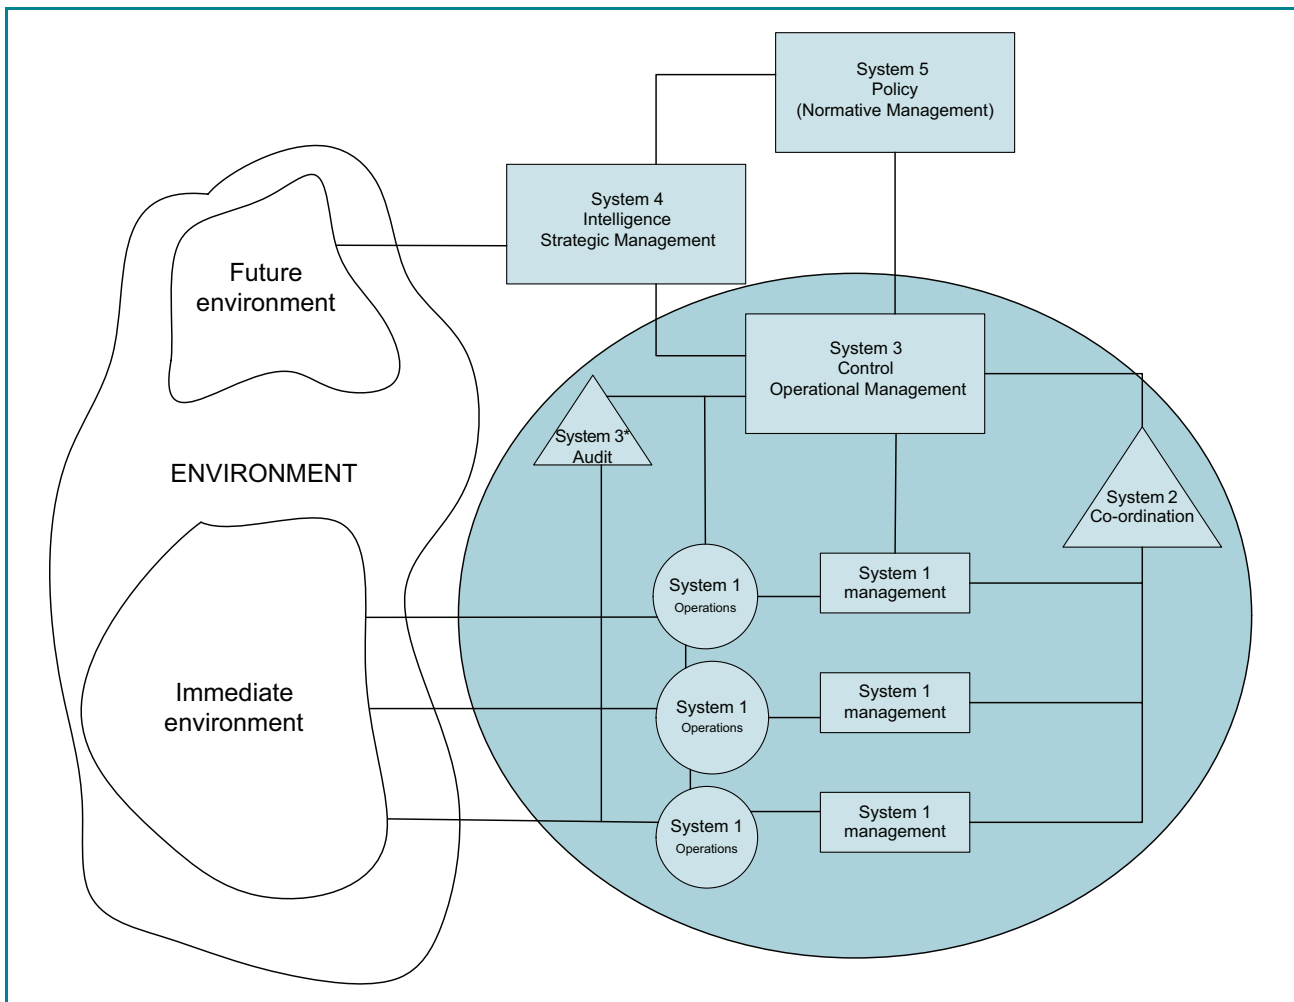 System 5
Policy
(Normative Management)
System 4
Intelligence
Strategic Management
Future
environment
System 3
Control
Operational Management
System 3*
Audit
ENVIRONMENT
System 2
Co-ordination
System 1
Operations
System 1
management
Immediate
environment
System 1
Operations
System 1
management
System 1
Operations
System 1
management